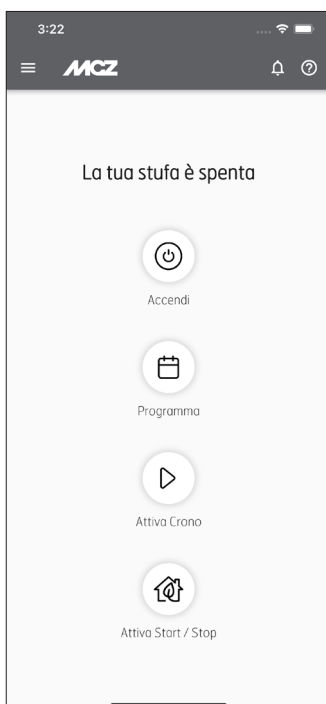 3:22
MCZ
La tua stufa è spenta
Accendi
Programma
Attiva Crono
Attiva Start / Stop